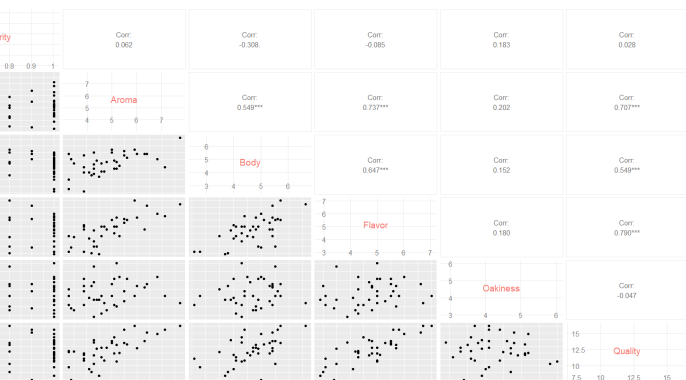 Corr: Corr: Corr: Corr: Corr:
rity
0.062 -0.308. -0.085 0.183 0.028
0.8 0.9 1
7
Corr: Corr: Corr: Corr:
6 Aroma
0.549*** 0.737*** 0.202 0.707***
5
4
4 5 6 7
6
Corr: Corr: Corr:
5 Body
0.647*** 0.152 0.549***
4
3
3 4 5 6
7
6 Corr: Corr:
5 Flavor 0.180 0.790***
4
3
3 4 5 6 7
6
5 Corr:
Oakiness -0.047
4
3
3 4 5 6
15
12.5 Quality
10
7.5 10 12.5 15